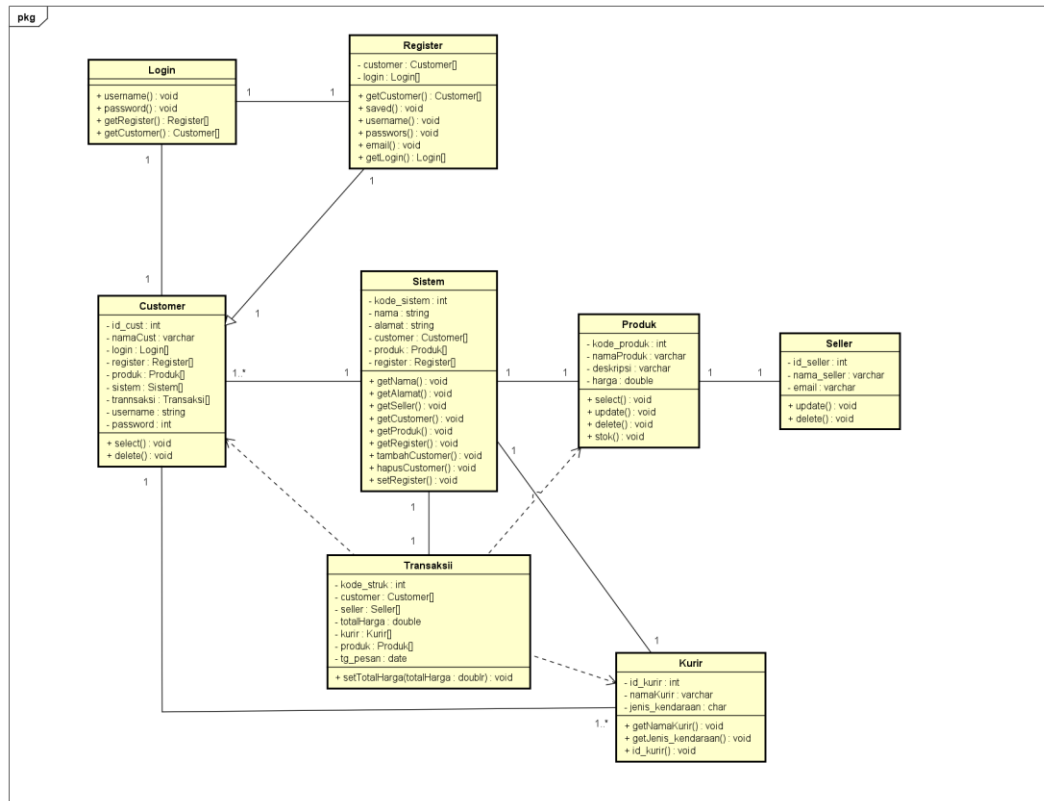 pkg
Register
- customer : Customer[]
- login : Login[]
+ getCustomer() : Customer[]
+ saved() : void
+ username() : void
+ passwors() : void
+ email() : void
+ getLogin() : Login[]
Login
+ username() : void
+ password() : void
+ getRegister() : Register[]
+ getCustomer() : Customer[]
1
1
1
1
1
1
Customer
- id_cust : int
- namaCust : varchar
- login : Login[]
- register : Register[]
- produk : Produk[]
- sistem : Sistem[]
- trannsaksi : Transaksi[]
- username : string
- password : int
+ select() : void
+ delete() : void
1..*
1
Sistem
- kode_sistem : int
- nama : string
- alamat : string
- customer : Customer[]
- produk : Produk[]
- register : Register[]
+ getNama() : void
+ getAlamat() : void
+ getSeller() : void
+ getCustomer() : void
+ getProduk() : void
+ getRegister() : void
+ tambahCustomer() : void
+ hapusCustomer() : void
+ setRegister() : void
1
1
Produk
- kode_produk : int
- namaProduk : varchar
- deskripsi : varchar
- harga : double
+ select() : void
+ update() : void
+ delete() : void
+ stok() : void
1
1
Seller
- id_seller : int
- nama_seller : varchar
- email : varchar
+ update() : void
+ delete() : void
1
1
1
1
Transaksii
- kode_struk : int
- customer : Customer[]
- seller : Seller[]
- totalHarga : double
- kurir : Kurir[]
- produk : Produk[]
- tg_pesan : date
+ setTotalHarga(totalHarga : doublr) : void
1
1..*
Kurir
- id_kurir : int
- namaKurir : varchar
- jenis_kendaraan : char
+ getNamaKurir() : void
+ getJenis_kendaraan() : void
+ id_kurir() : void